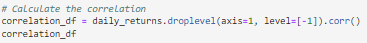 # Calculate the correlation
correlation_df = daily_returns.droplevel(axis=1, level=[-1]).corr()
correlation_df